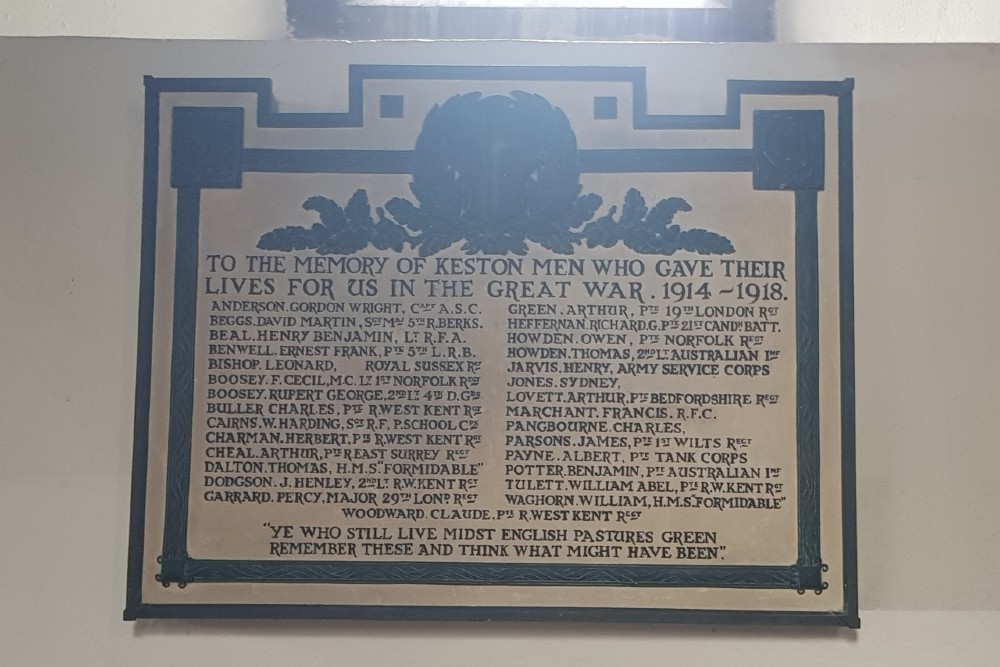 TO THE MEMORY OF KESTON MEN WHO GAVE THEIR
LIVES FOR US IN THE GREAT WAR. 1914 ~ 1918.
ANDERSON. GORDON WRIGHT, CAPT A.S.C.
BEGGS. DAVID MARTIN, SGT MAJ 5TH R. BERKS.
BEAL. HENRY BENJAMIN, LT R.F.A.
BENWELL. ERNEST FRANK, PTE 5TH L.R.B.
BISHOP. LEONARD, ROYAL SUSSEX RGT
BOOSEY. F. CECIL, M.C. LT 1ST NORFOLK REGT
BOOSEY. RUPERT GEORGE, 2ND LT 4TH D. GDS
BULLER CHARLES, PTE R. WEST KENT RGT
CAIRNS. W. HARDING, SGT R.F. P. SCHOOL CPS
CHARMAN. HERBERT, PTE R. WEST KENT RGT
CHEAL. ARTHUR, PTE EAST SURREY REGT
DALTON. THOMAS, H.M.S. "FORMIDABLE"
DODGSON. J. HENLEY, 2ND LT R.W. KENT RGT
GARRARD. PERCY, MAJOR 29TH LOND. REGT
GREEN. ARTHUR, PTE 19TH LONDON RGT
HEFFERNAN. RICHARD. G. PTE 21ST CANDN BATT.
HOWDEN. OWEN, PTE NORFOLK REGT
HOWDEN. THOMAS, 2ND LT AUSTRALIAN INF
JARVIS. HENRY, ARMY SERVICE CORPS
JONES. SYDNEY,
LOVETT. ARTHUR, PTE BEDFORDSHIRE REGT
MARCHANT. FRANCIS. R.F.C.
PANGBOURNE. CHARLES,
PARSONS. JAMES, PTE 1ST WILTS REGT
PAYNE. ALBERT, PTE TANK CORPS
POTTER. BENJAMIN, PTE AUSTRALIAN INF
TULETT. WILLIAM ABEL, PTE R.W. KENT RGT
WAGHORN. WILLIAM, H.M.S. "FORMIDABLE"
WOODWARD. CLAUDE, PTE R. WEST KENT REGT
"YE WHO STILL LIVE MIDST ENGLISH PASTURES GREEN
REMEMBER THESE AND THINK WHAT MIGHT HAVE BEEN".